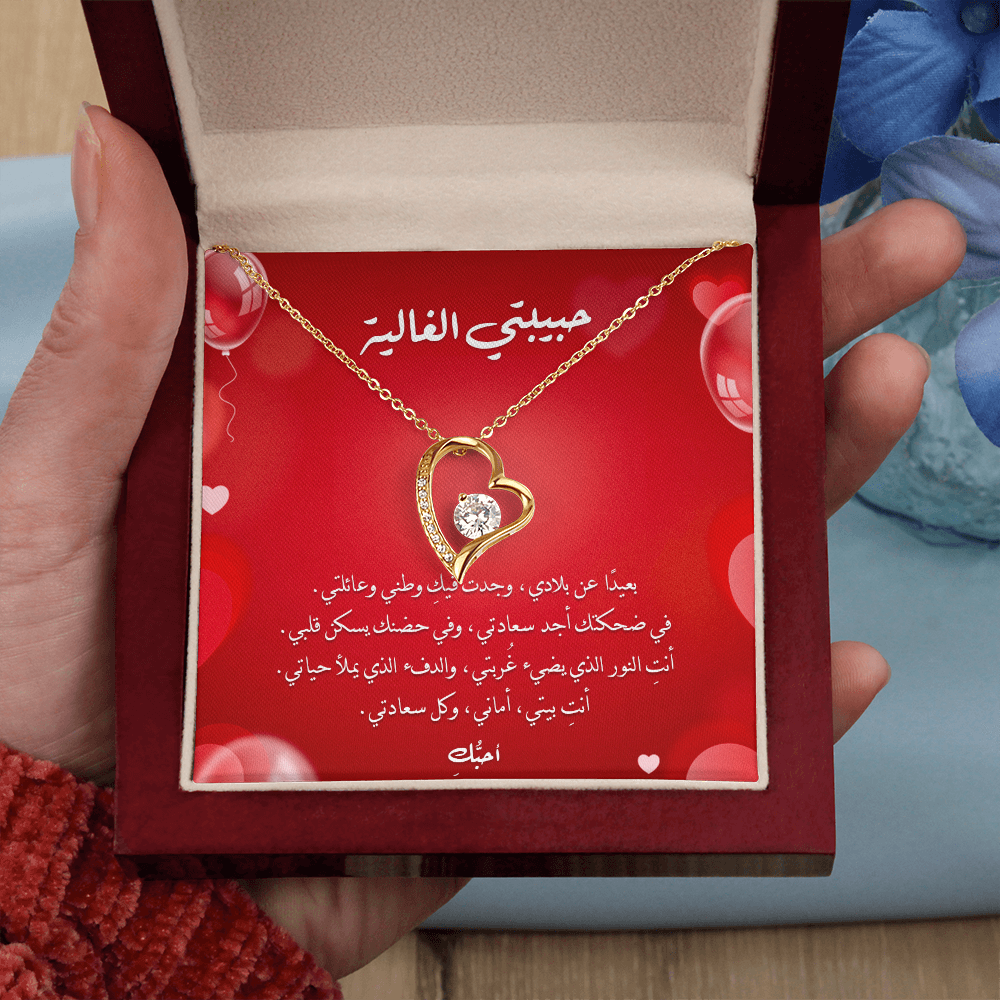 حبيبتي الغالية
بعيدًا عن بلادي، وجدت فيكِ وطني وعائلتي.
في ضحكتك أجد سعادتي، وفي حضنك يسكن قلبي.
أنتِ النور الذي يضيء غُربتي، والدفء الذي يملأ حياتي.
أنتِ بيتي، أماني، وكل سعادتي.
أحبُّكِ